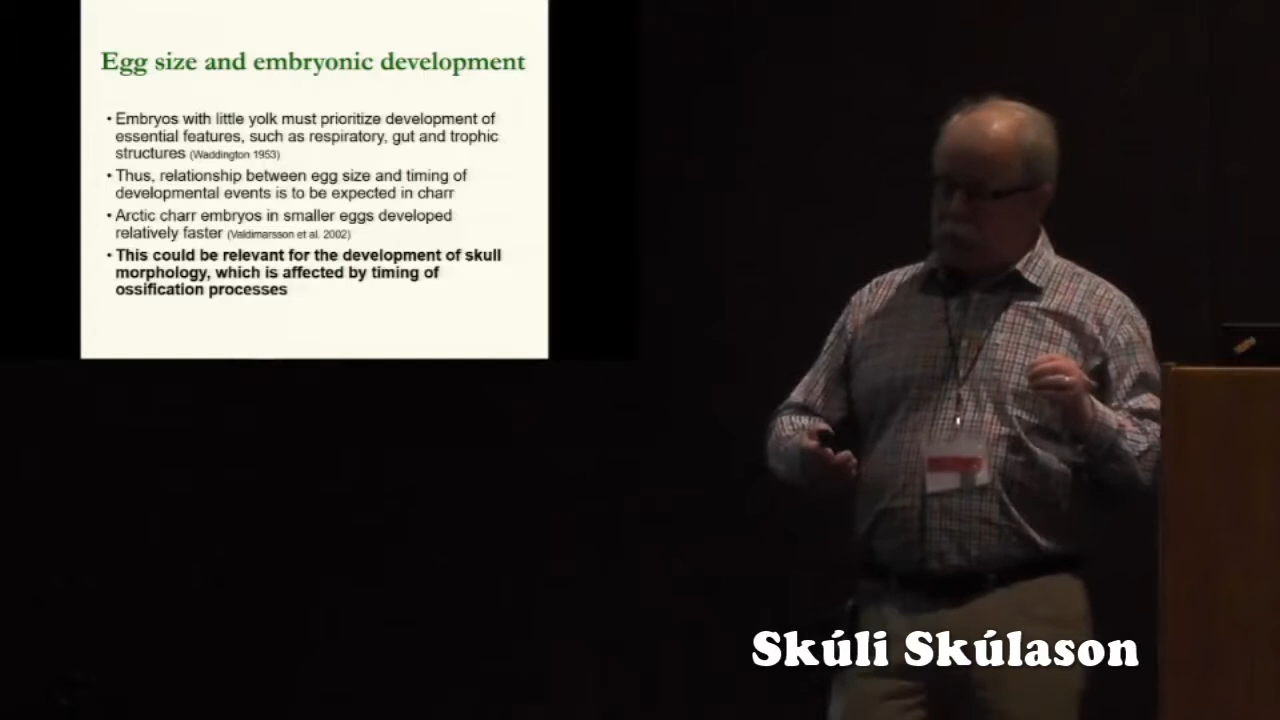 Egg size and embryonic development
• Embryos with little yolk must prioritize development of
essential features, such as respiratory, gut and trophic
structures (Waddington 1953)
• Thus, relationship between egg size and timing of
developmental events is to be expected in charr
• Arctic charr embryos in smaller eggs developed
relatively faster (Valdimarsson et al. 2002)
• This could be relevant for the development of skull
morphology, which is affected by timing of
ossification processes
Skúli Skúlason